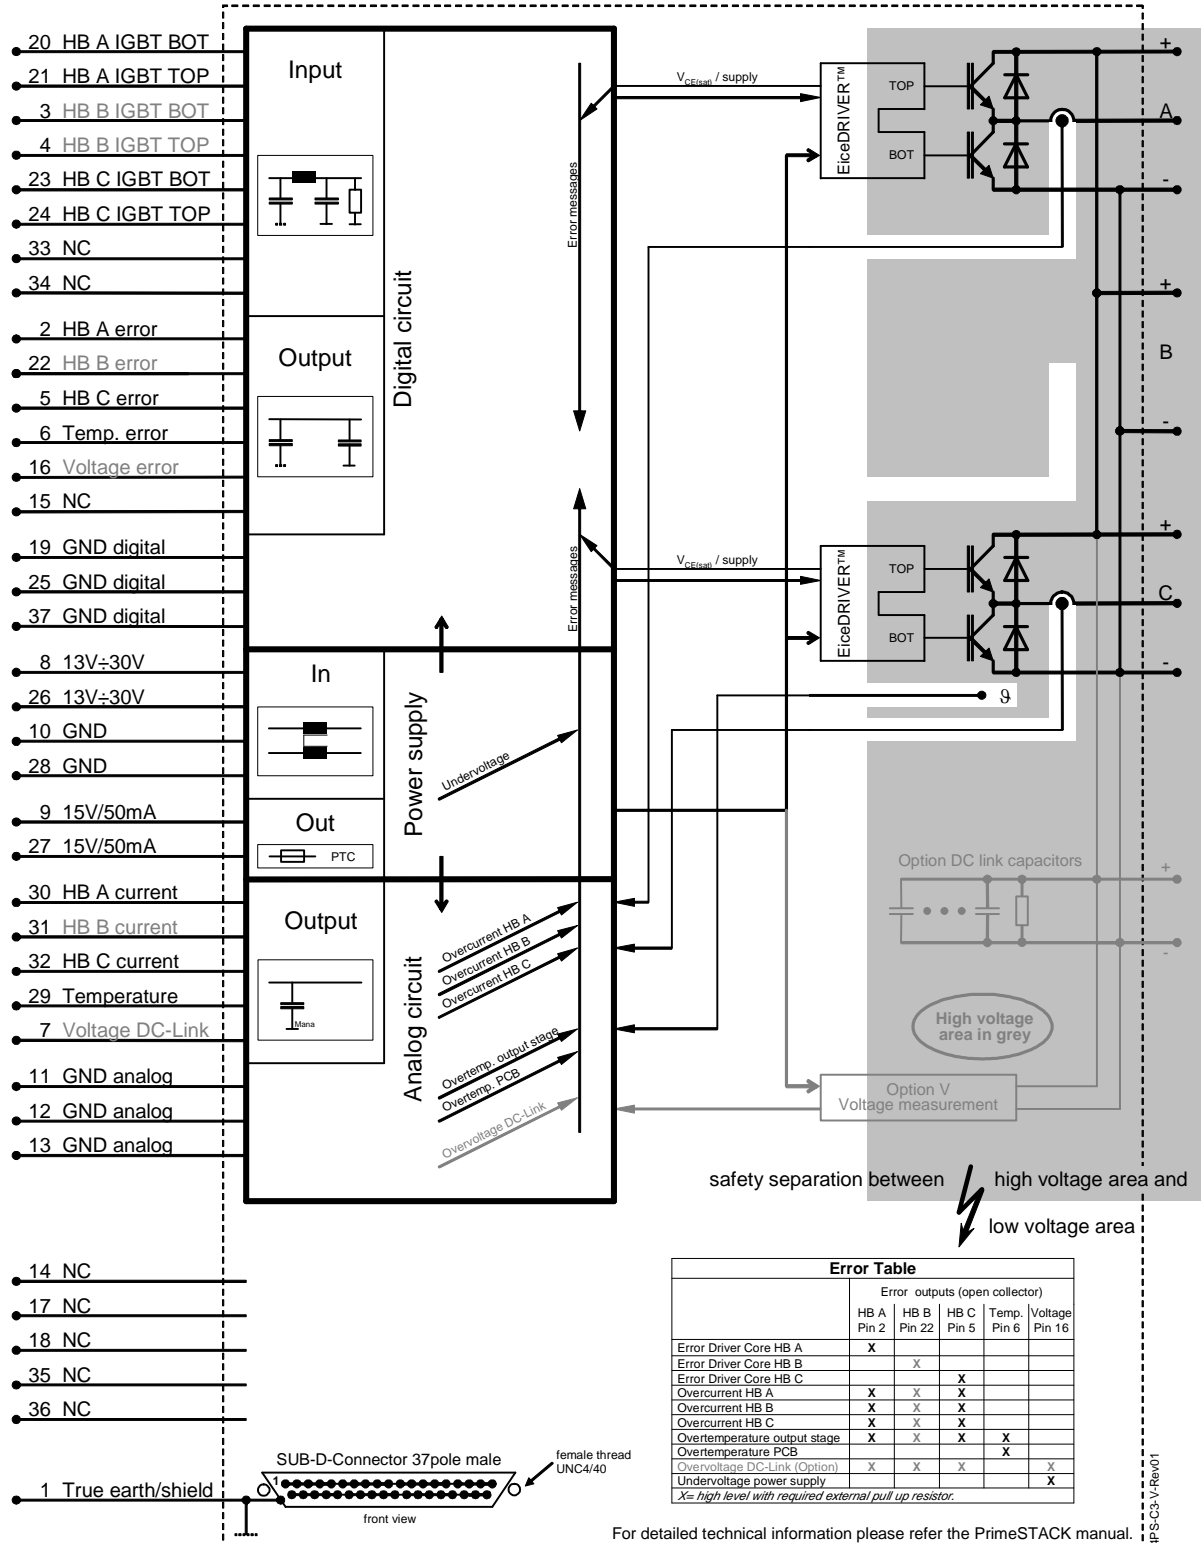 20 HB A IGBT BOT
21 HB A IGBT TOP
3 HB B IGBT BOT
4 HB B IGBT TOP
23 HB C IGBT BOT
24 HB C IGBT TOP
33 NC
34 NC
2 HB A error
22 HB B error
5 HB C error
6 Temp. error
16 Voltage error
15 NC
19 GND digital
25 GND digital
37 GND digital
8 13V÷30V
26 13V÷30V
10 GND
28 GND
9 15V/50mA
27 15V/50mA
30 HB A current
31 HB B current
32 HB C current
29 Temperature
7 Voltage DC-Link
11 GND analog
12 GND analog
13 GND analog
14 NC
17 NC
18 NC
35 NC
36 NC
1 True earth/shield
Input
Output
Digital circuit
Error messages
Error messages
In
Out
PTC
Power supply
Undervoltage
Output
Mana
Analog circuit
Overcurrent HB A
Overcurrent HB B
Overcurrent HB C
Overtemp. output stage
Overtemp. PCB
Overvoltage DC-Link
VCE(sat) / supply
EiceDRIVER™
TOP
BOT
+
A
-
+
B
-
VCE(sat) / supply
EiceDRIVER™
TOP
BOT
+
C
-
ϑ
Option DC link capacitors
+
-
High voltage
area in grey
Option V
Voltage measurement
safety separation between high voltage area and
low voltage area
Error Table
Error outputs (open collector)
HB A HB B HB C Temp. Voltage
Pin 2 Pin 22 Pin 5 Pin 6 Pin 16
Error Driver Core HB A X
Error Driver Core HB B X
Error Driver Core HB C X
Overcurrent HB A X X X
Overcurrent HB B X X X
Overcurrent HB C X X X
Overtemperature output stage X X X X
Overtemperature PCB X
Overvoltage DC-Link (Option) X X X X
Undervoltage power supply X
X= high level with required external pull up resistor.
SUB-D-Connector 37pole male
1
female thread
UNC4/40
front view
For detailed technical information please refer the PrimeSTACK manual.